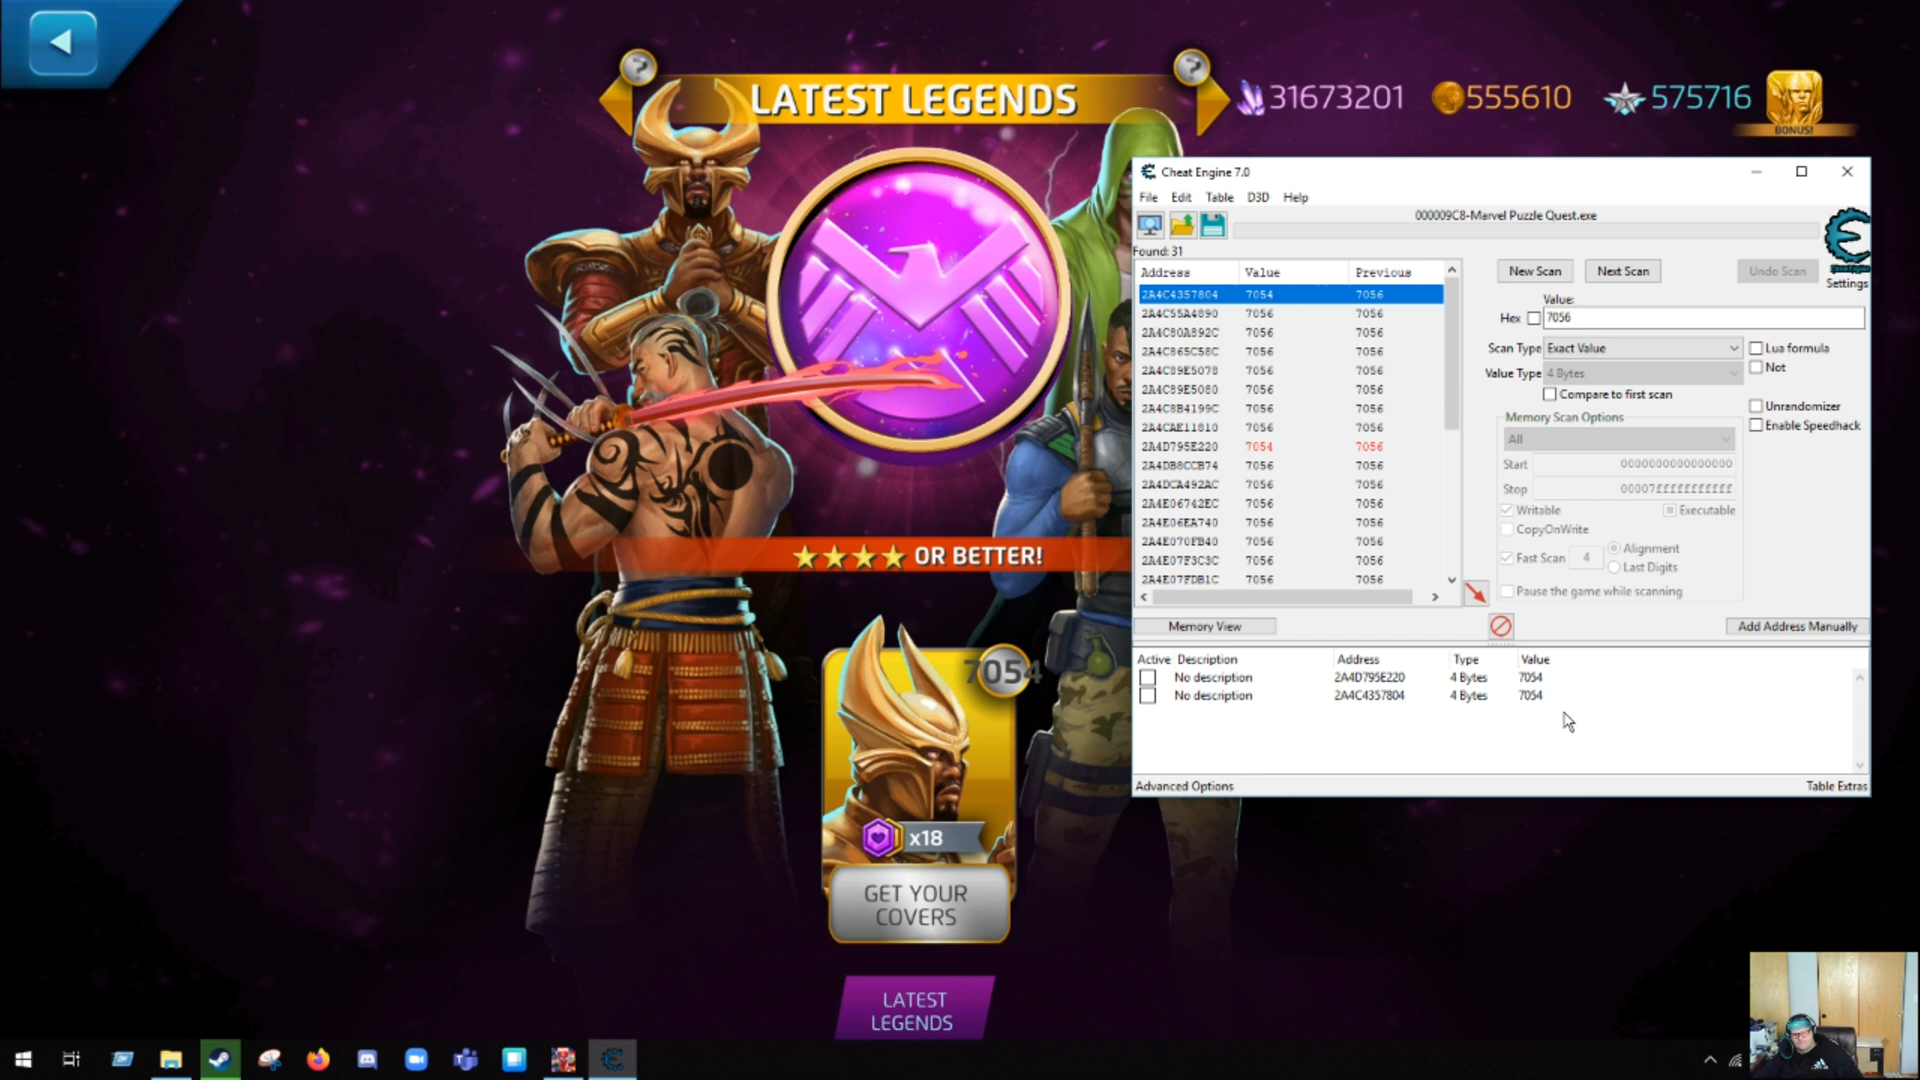 LATEST LEGENDS
31673201
555610
575716
BONUS!
? ?
OR BETTER!
7054
x18
GET YOUR
COVERS
LATEST
LEGENDS
Cheat Engine 7.0
File Edit Table D3D Help
000009C8-Marvel Puzzle Quest.exe
Found: 31
Address Value Previous
2A4C4357804 7054 7056
2A4C55A4890 7056 7056
2A4C80A892C 7056 7056
2A4C865C58C 7056 7056
2A4C89E5078 7056 7056
2A4C89E5080 7056 7056
2A4C8B4199C 7056 7056
2A4CAE11810 7056 7056
2A4D795E220 7054 7056
2A4DB8CCB74 7056 7056
2A4DCA492AC 7056 7056
2A4E06742EC 7056 7056
2A4E06EA740 7056 7056
2A4E070FB40 7056 7056
2A4E07F3C3C 7056 7056
2A4E07FDB1C 7056 7056
New Scan Next Scan Undo Scan
Settings
Value:
Hex 7056
Scan Type Exact Value
Lua formula
Value Type 4 Bytes
Not
Compare to first scan
Memory Scan Options
Unrandomizer
Enable Speedhack
All
Start 0000000000000000
Stop 00007fffffffffff
Writable Executable
CopyOnWrite
Fast Scan 4 Alignment
Last Digits
Pause the game while scanning
Memory View Add Address Manually
Active Description Address Type Value
No description 2A4D795E220 4 Bytes 7054
No description 2A4C4357804 4 Bytes 7054
Advanced Options Table Extras